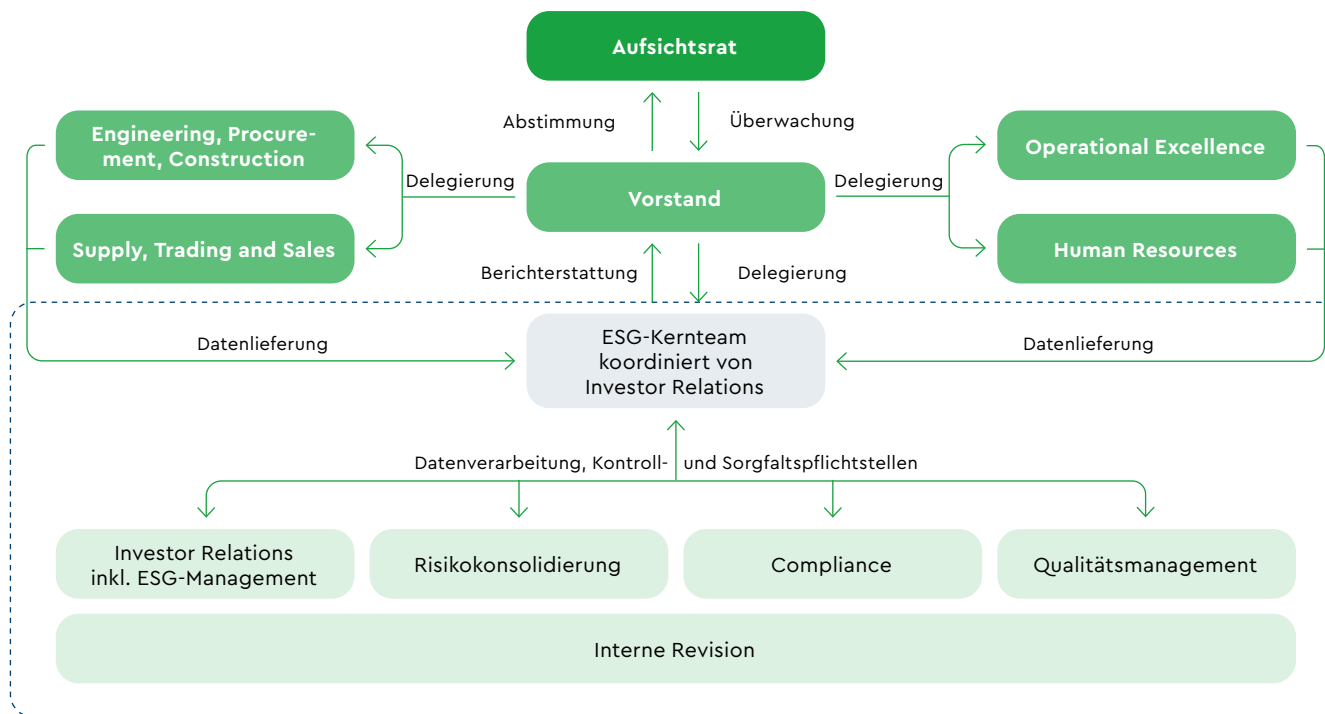 Aufsichtsrat
Abstimmung
Überwachung
Engineering, Procure-
ment, Construction
Operational Excellence
Delegierung
Vorstand
Delegierung
Supply, Trading and Sales
Human Resources
Berichterstattung
Delegierung
Datenlieferung
ESG-Kernteam
koordiniert von
Investor Relations
Datenlieferung
Datenverarbeitung, Kontroll- und Sorgfaltspflichtstellen
Investor Relations
inkl. ESG-Management
Risikokonsolidierung
Compliance
Qualitätsmanagement
Interne Revision